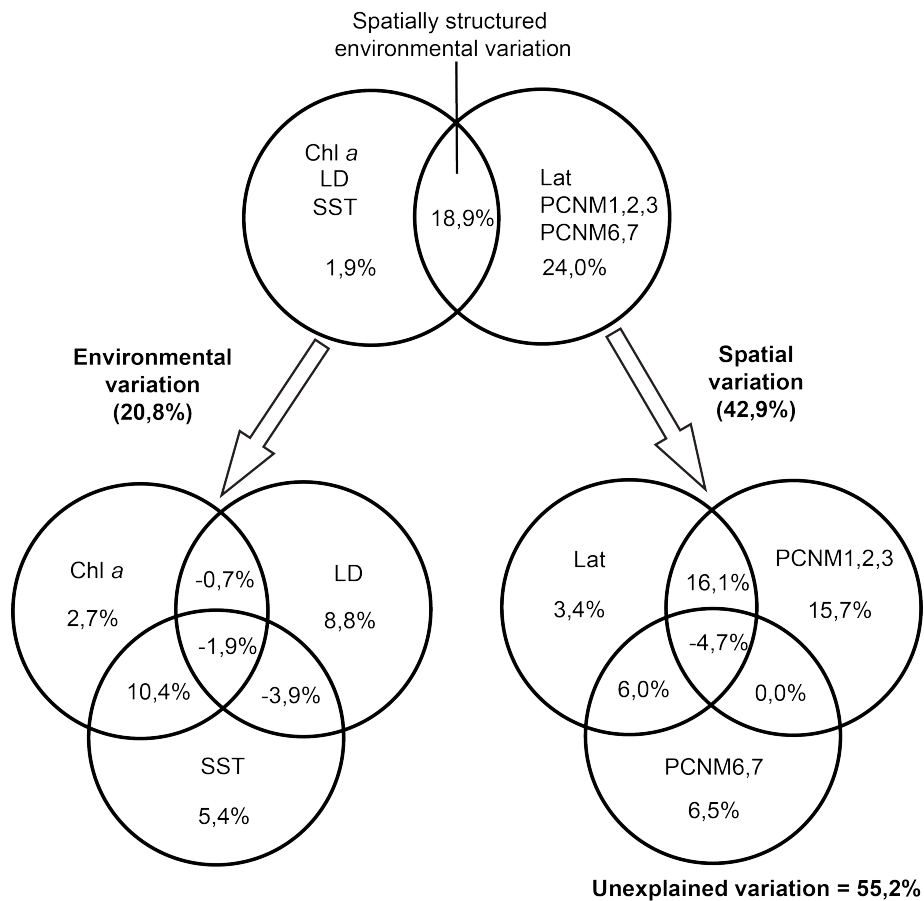 Spatially structured
environmental variation
Chl a
LD
SST
1,9%
18,9%
Lat
PCNM1,2,3
PCNM6,7
24,0%
Environmental
variation
(20,8%)
Spatial
variation
(42,9%)
Chl a
2,7%
-0,7%
LD
8,8%
-1,9%
10,4%
-3,9%
SST
5,4%
Lat
3,4%
16,1%
PCNM1,2,3
15,7%
-4,7%
6,0%
0,0%
PCNM6,7
6,5%
Unexplained variation = 55,2%